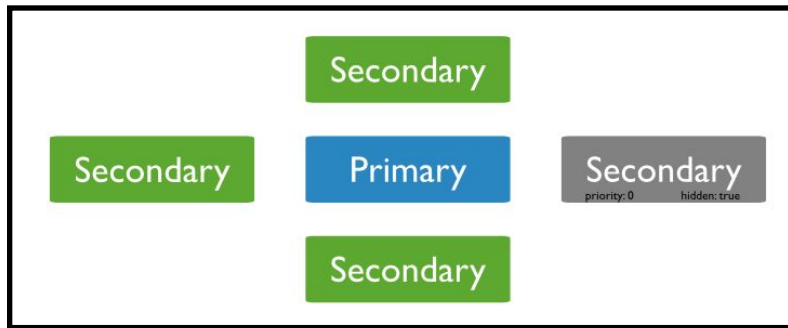 Secondary
Secondary
Primary
Secondary
priority: 0 hidden: true
Secondary